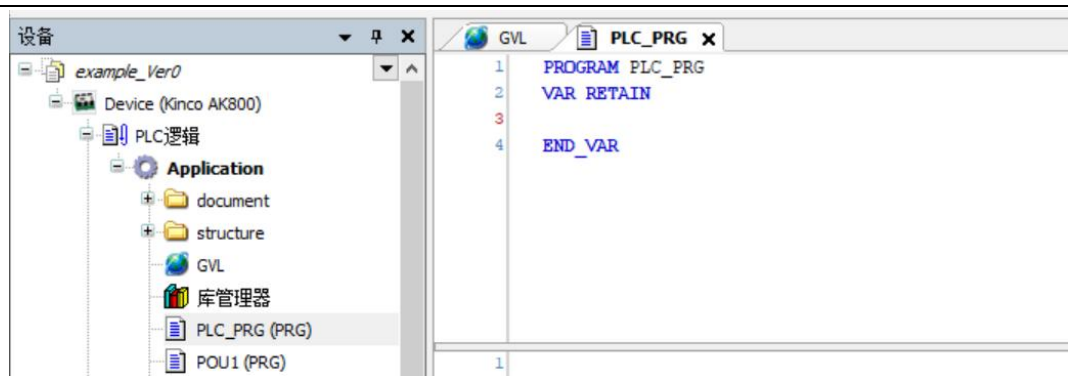 设备
example_Ver0
Device (Kinco AK800)
PLC逻辑
Application
document
structure
GVL
库管理器
PLC_PRG (PRG)
POU1 (PRG)
GVL
PLC_PRG
1 PROGRAM PLC_PRG
2 VAR RETAIN
3
4 END_VAR
1